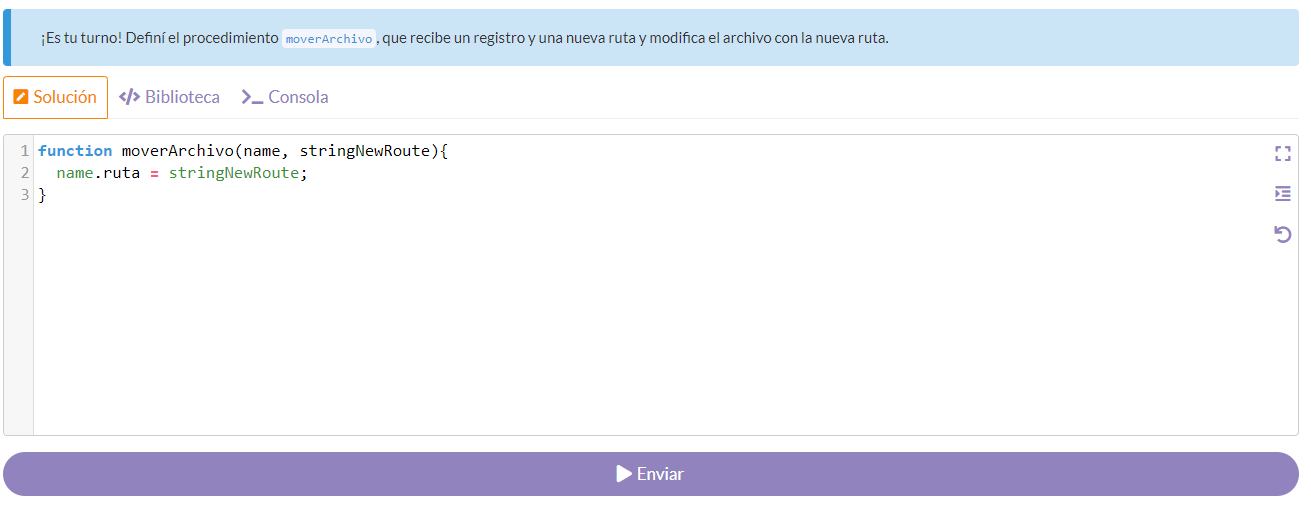 ¡Es tu turno! Definí el procedimiento moverArchivo, que recibe un registro y una nueva ruta y modifica el archivo con la nueva ruta.
Solución </> Biblioteca >_ Consola
1 function moverArchivo(name, stringNewRoute){
2   name.ruta = stringNewRoute;
3 }
Enviar